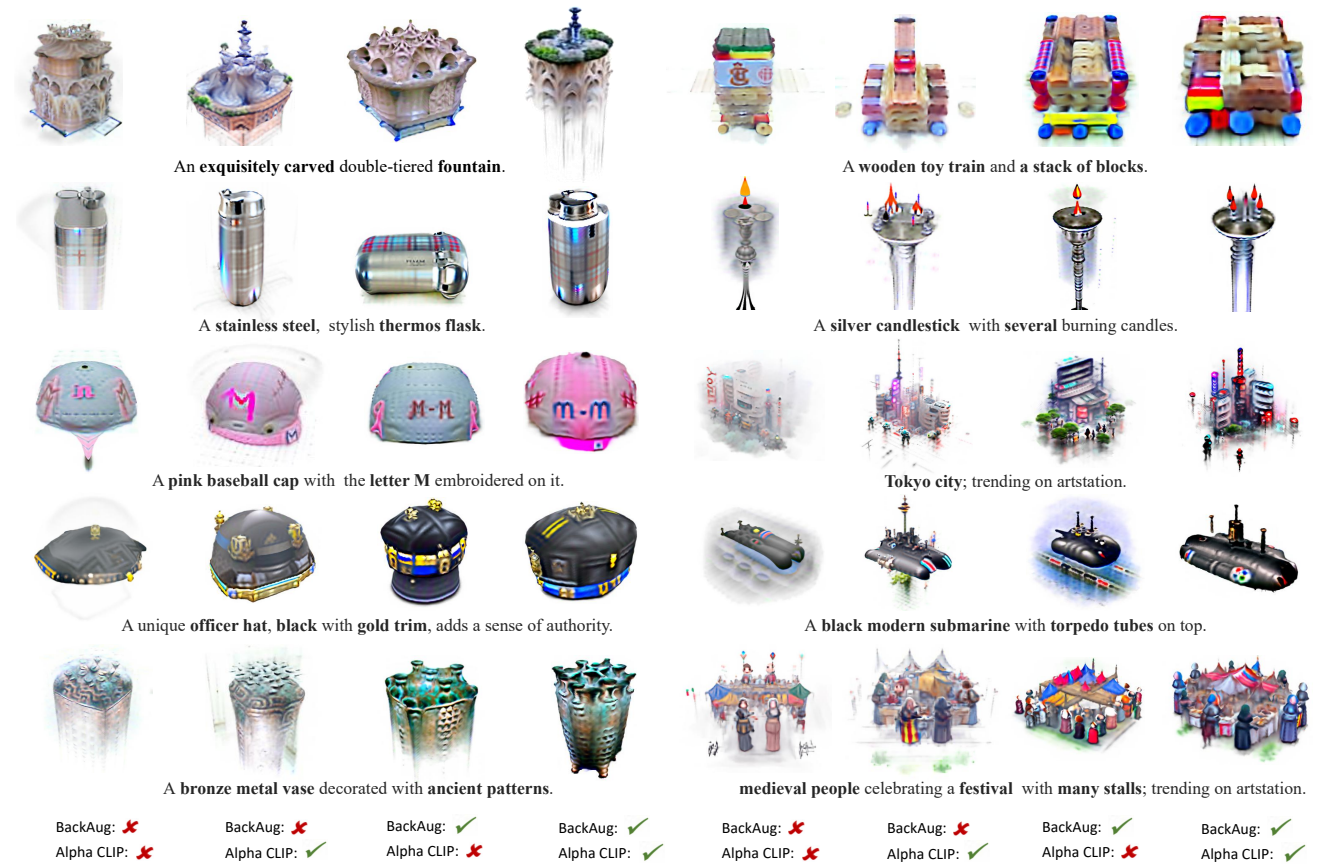 An exquisitely carved double-tiered fountain.
A wooden toy train and a stack of blocks.
A stainless steel, stylish thermos flask.
A silver candlestick with several burning candles.
A pink baseball cap with the letter M embroidered on it.
Tokyo city; trending on artstation.
A unique officer hat, black with gold trim, adds a sense of authority.
A black modern submarine with torpedo tubes on top.
A bronze metal vase decorated with ancient patterns.
medieval people celebrating a festival with many stalls; trending on artstation.
BackAug: ✘ BackAug: ✘ BackAug: ✓ BackAug: ✓ BackAug: ✘ BackAug: ✘ BackAug: ✓ BackAug: ✓
Alpha CLIP: ✘ Alpha CLIP: ✓ Alpha CLIP: ✘ Alpha CLIP: ✓ Alpha CLIP: ✘ Alpha CLIP: ✓ Alpha CLIP: ✘ Alpha CLIP: ✓